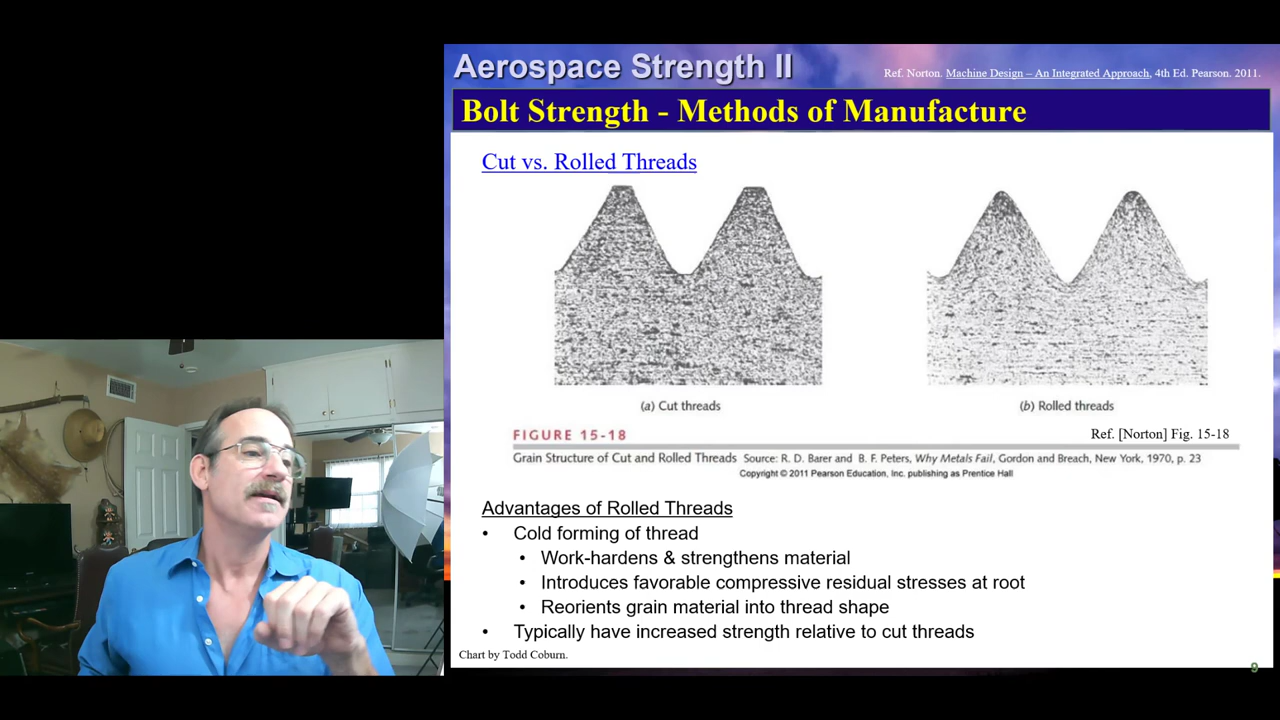 Aerospace Strength II
Ref. Norton. Machine Design – An Integrated Approach, 4th Ed. Pearson. 2011.
Bolt Strength - Methods of Manufacture
Cut vs. Rolled Threads
(a) Cut threads
(b) Rolled threads
FIGURE 15-18
Ref. [Norton] Fig. 15-18
Grain Structure of Cut and Rolled Threads Source: R. D. Barer and B. F. Peters, Why Metals Fail, Gordon and Breach, New York, 1970, p. 23
Copyright © 2011 Pearson Education, Inc. publishing as Prentice Hall
Advantages of Rolled Threads
• Cold forming of thread
• Work-hardens & strengthens material
• Introduces favorable compressive residual stresses at root
• Reorients grain material into thread shape
• Typically have increased strength relative to cut threads
Chart by Todd Coburn.
9